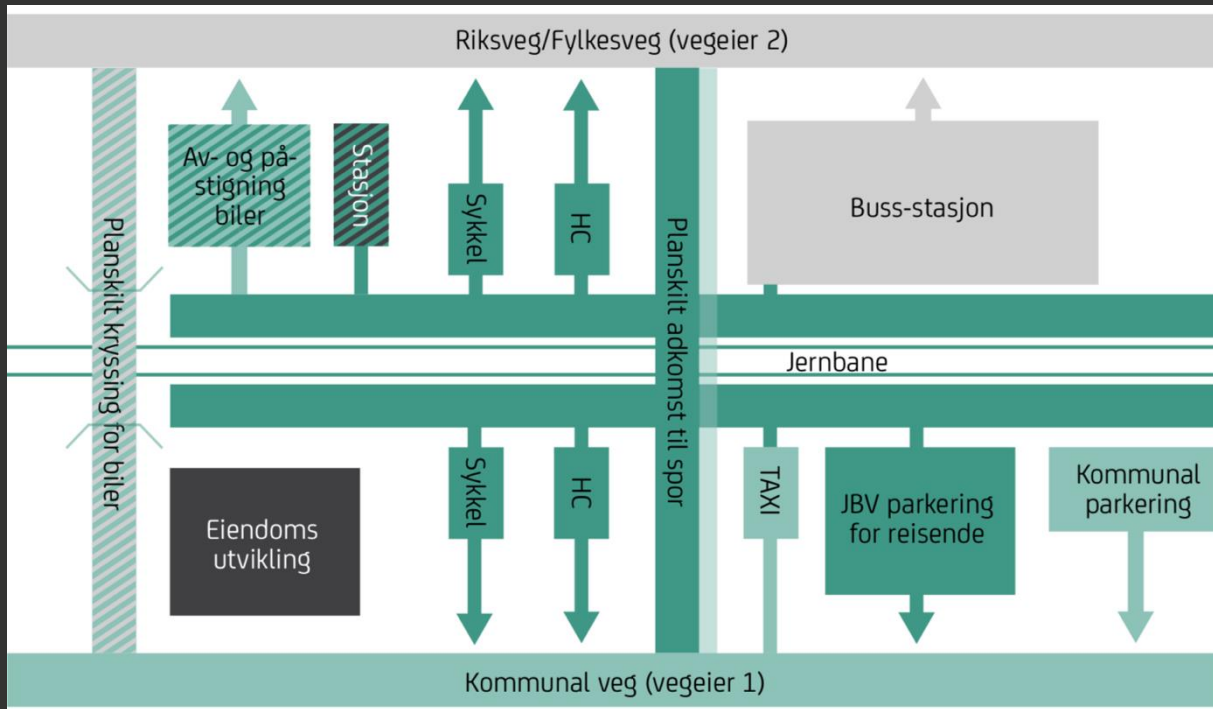 Riksveg/Fylkesveg (vegeier 2)
Planskilt kryssing for biler
Av- og på-
stigning
biler
Stasjon
Sykkel
HC
Planskilt adkomst til spor
Buss-stasjon
Jernbane
Eiendoms
utvikling
Sykkel
HC
TAXI
JBV parkering
for reisende
Kommunal
parkering
Kommunal veg (vegeier 1)